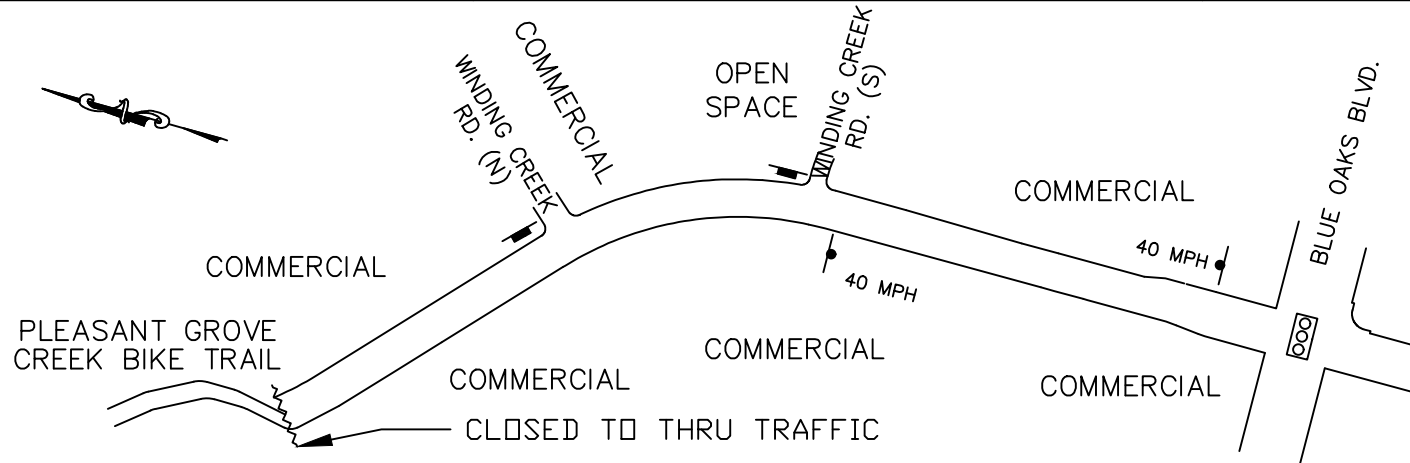 COMMERCIAL
WINDING CREEK
RD. (N)
OPEN
SPACE
WINDING CREEK
RD. (S)
BLUE OAKS BLVD.
COMMERCIAL
COMMERCIAL
40 MPH
40 MPH
PLEASANT GROVE
CREEK BIKE TRAIL
COMMERCIAL
COMMERCIAL
COMMERCIAL
CLOSED TO THRU TRAFFIC